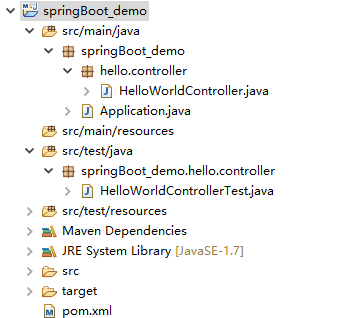 springBoot_demo
src/main/java
springBoot_demo
hello.controller
HelloWorldController.java
Application.java
src/main/resources
src/test/java
springBoot_demo.hello.controller
HelloWorldControllerTest.java
src/test/resources
Maven Dependencies
JRE System Library [JavaSE-1.7]
src
target
pom.xml